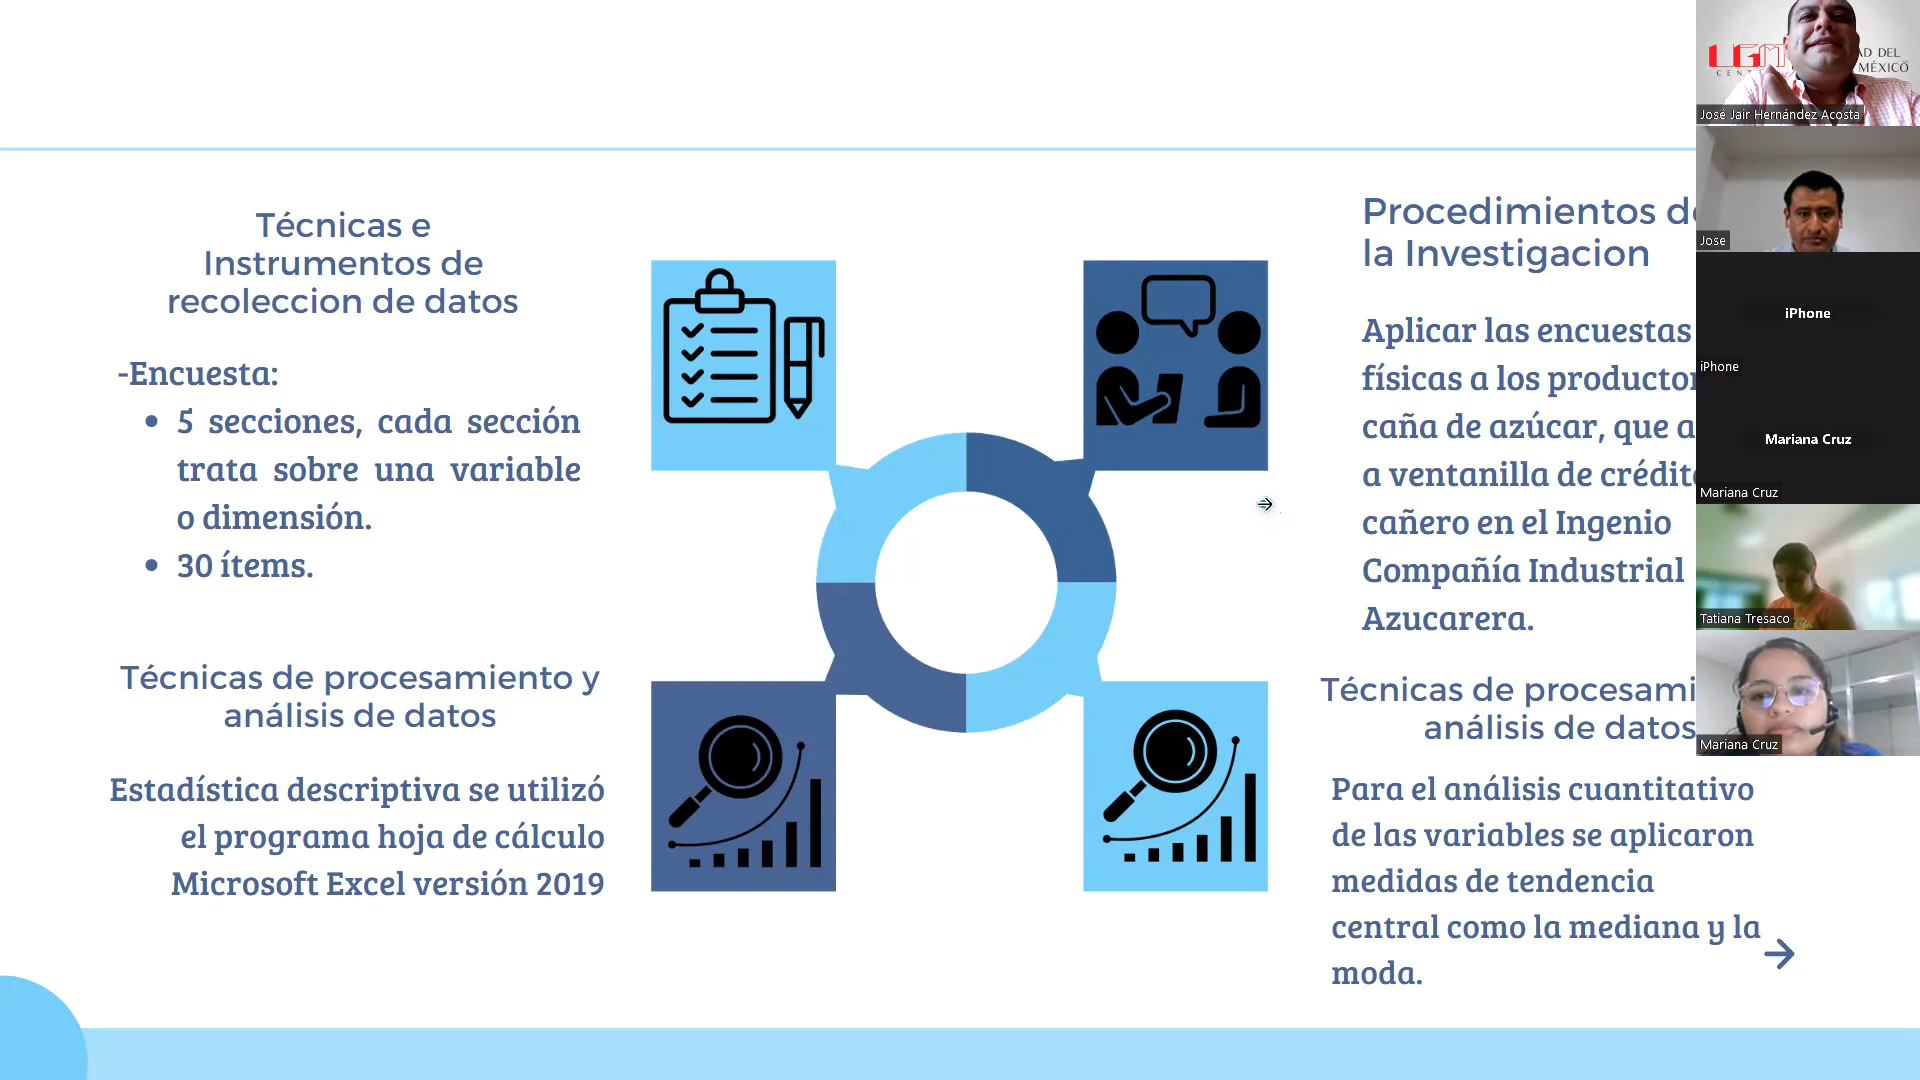 Técnicas e
Instrumentos de
recoleccion de datos
-Encuesta:
• 5 secciones, cada sección
trata sobre una variable
o dimensión.
• 30 ítems.
Técnicas de procesamiento y
análisis de datos
Estadística descriptiva se utilizó
el programa hoja de cálculo
Microsoft Excel versión 2019
Procedimientos
la Investigacion
Aplicar las encuestas
físicas a los
caña de azúcar, que
a ventanilla de
cañero en el Ingenio
Compañía Industrial
Azucarera.
Técnicas de
análisis de datos
Para el análisis cuantitativo
de las variables se aplicaron
medidas de tendencia
central como la mediana y la
moda.
LGM
DEL
MÉXICO
José Jair Hernández Acosta
Jose
iPhone
iPhone
Mariana Cruz
Mariana Cruz
Tatiana Tresaco
Mariana Cruz